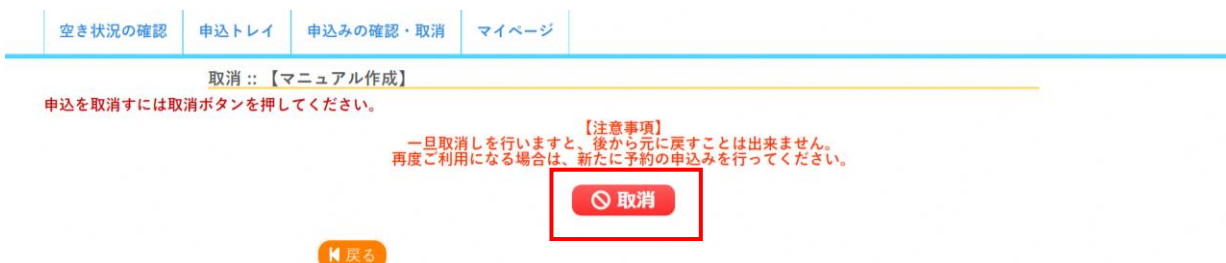 空き状況の確認 申込トレイ 申込みの確認・取消 マイページ
取消 :: 【マニュアル作成】
申込を取消すには取消ボタンを押してください。
【注意事項】
一旦取消しを行いますと、後から元に戻すことは出来ません。
再度ご利用になる場合は、新たに予約の申込みを行ってください。
取消
戻る